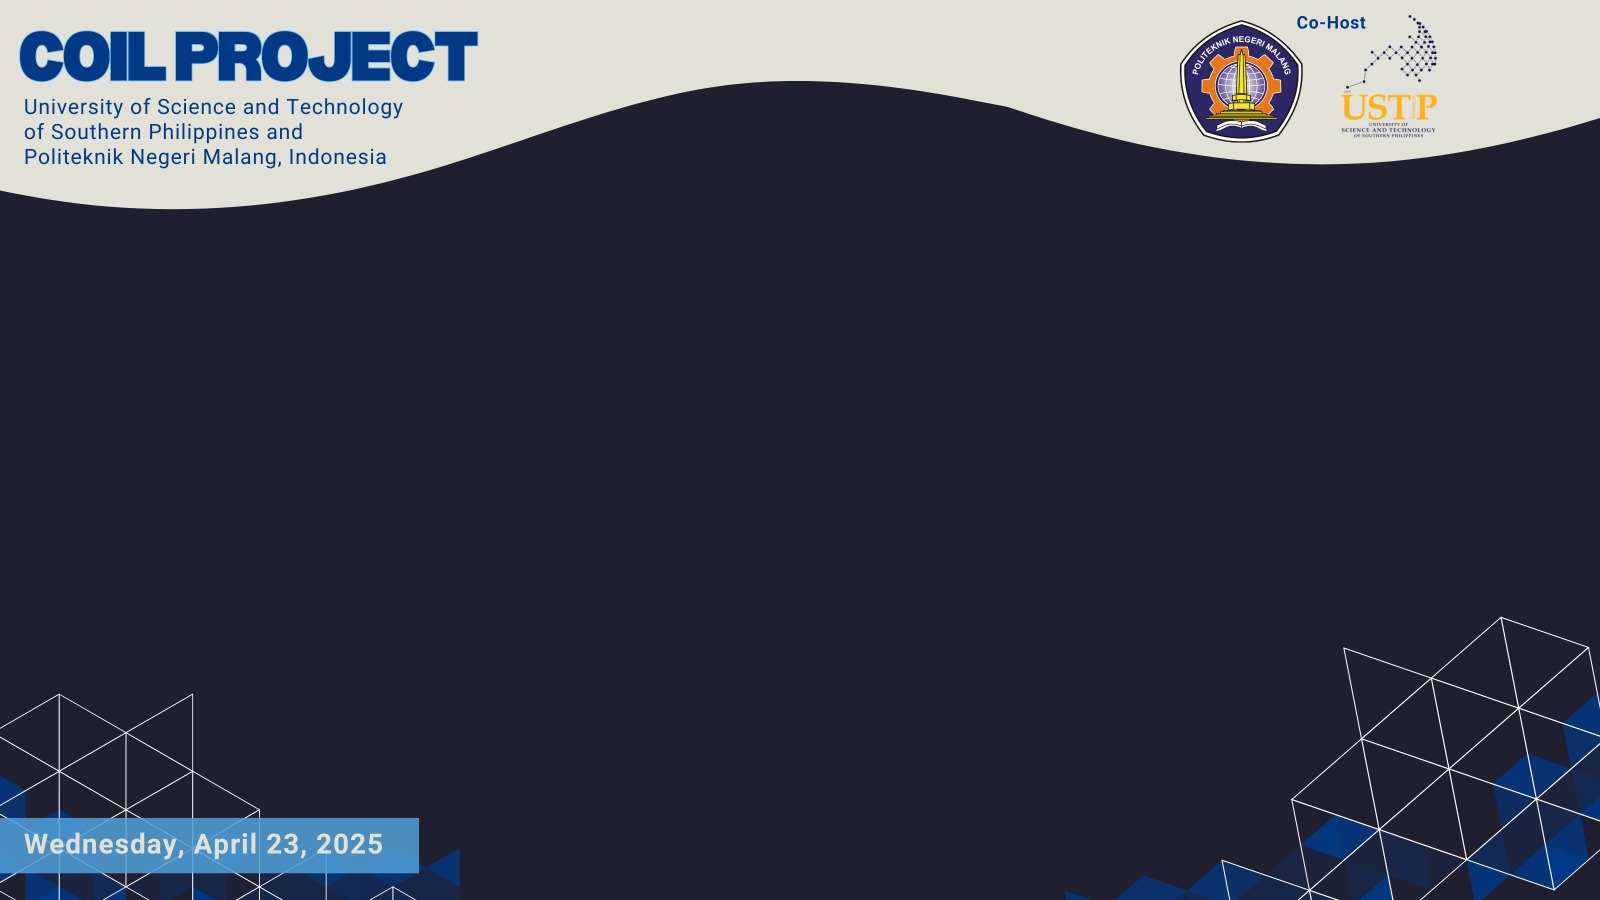 COIL PROJECT
University of Science and Technology
of Southern Philippines and
Politeknik Negeri Malang, Indonesia
Co-Host
POLITEKNIK NEGERI MALANG
USTP
UNIVERSITY OF
SCIENCE AND TECHNOLOGY
OF SOUTHERN PHILIPPINES
Wednesday, April 23, 2025